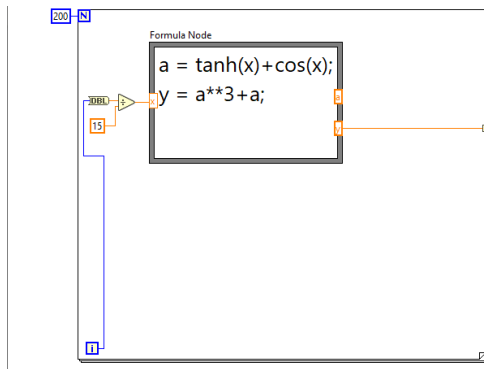 200 N
Formula Node
a = tanh(x)+cos(x);
y = a**3+a;
DBL
÷
x
a
15
y
i